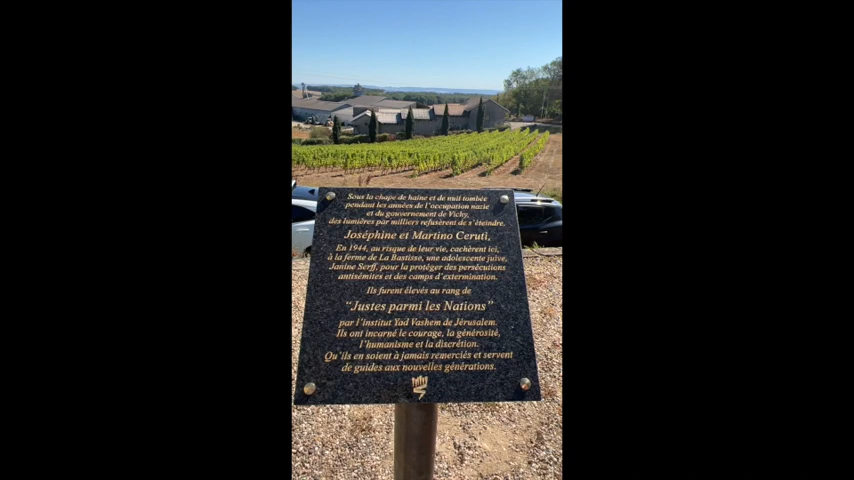 Sous la chape de haine et de nuit tombée
pendant les années de l'occupation nazie
et du gouvernement de Vichy,
des lumières par milliers refusèrent de s'éteindre.
Joséphine et Martino Ceruti,
En 1944, au risque de leur vie, cachèrent ici,
à la ferme de La Bastisse, une adolescente juive,
Janine Serff, pour la protéger des persécutions
antisémites et des camps d'extermination.
Ils furent élevés au rang de
"Justes parmi les Nations"
par l'institut Yad Vashem de Jérusalem.
Ils ont incarné le courage, la générosité,
l'humanisme et la discrétion.
Qu'ils en soient à jamais remerciés et servent
de guides aux nouvelles générations.